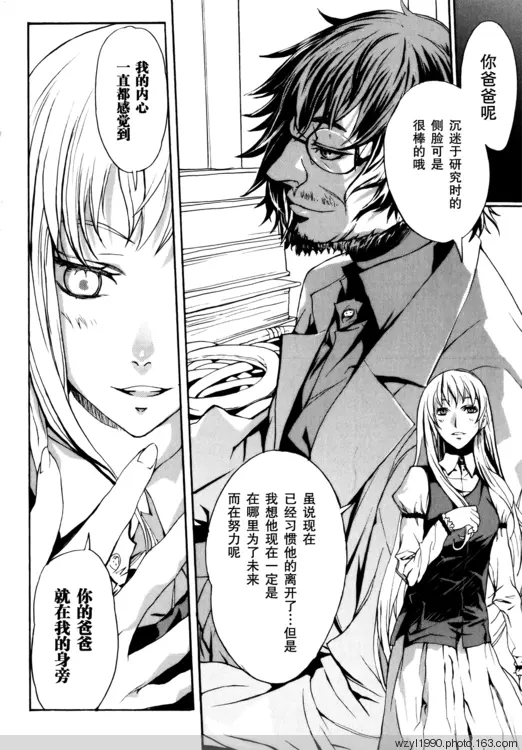 你爸爸呢
沉迷于研究时的
侧脸可是
很棒的哦
虽说现在
已经习惯他的离开了…但是
我想他现在一定是
在哪里为了未来
而在努力呢
我的内心
一直都感觉到
你的爸爸
就在我的身旁
wzyl1990.photo.163.com